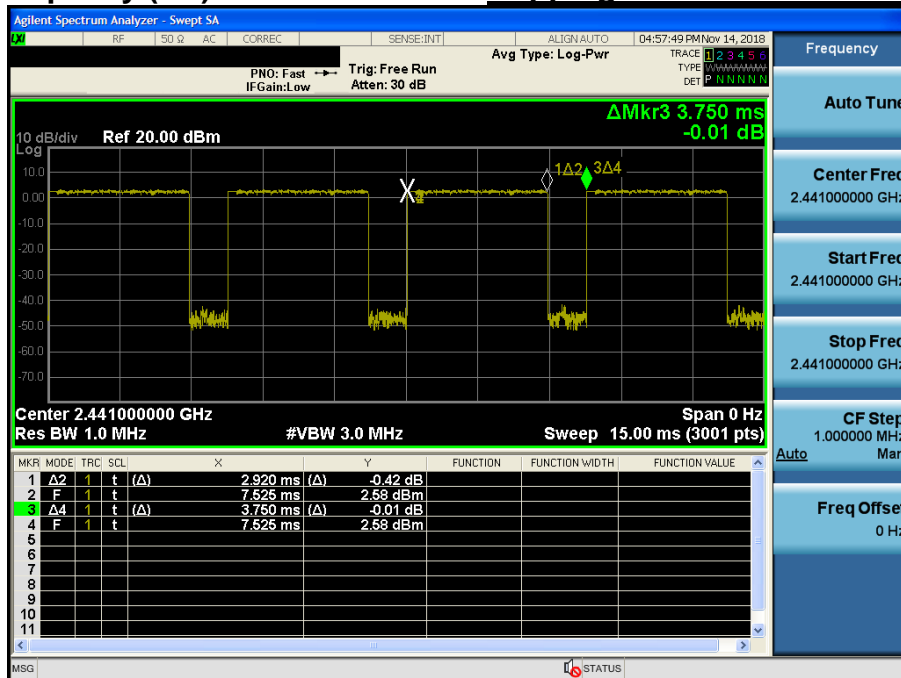 Agilent Spectrum Analyzer - Swept SA
LXI RF 50 Ω AC CORREC SENSE:INT ALIGN AUTO 04:57:49 PM Nov 14, 2018
Avg Type: Log-Pwr TRACE 1 2 3 4 5 6
PNO: Fast Trig: Free Run TYPE WWWWWW
IFGain:Low Atten: 30 dB DET P N N N N N
Frequency
ΔMkr3 3.750 ms
-0.01 dB
10 dB/div Ref 20.00 dBm
Log
10.0
0.00
-10.0
-20.0
-30.0
-40.0
-50.0
-60.0
-70.0
X
1Δ2 3Δ4
Center 2.441000000 GHz Span 0 Hz
Res BW 1.0 MHz #VBW 3.0 MHz Sweep 15.00 ms (3001 pts)
MKR MODE TRC SCL X Y FUNCTION FUNCTION WIDTH FUNCTION VALUE
1 Δ2 1 t (Δ) 2.920 ms (Δ) -0.42 dB
2 F 1 t 7.525 ms 2.58 dBm
3 Δ4 1 t (Δ) 3.750 ms (Δ) -0.01 dB
4 F 1 t 7.525 ms 2.58 dBm
5
6
7
8
9
10
11
Auto Tune
Center Freq
2.441000000 GHz
Start Freq
2.441000000 GHz
Stop Freq
2.441000000 GHz
CF Step
1.000000 MHz
Auto Man
Freq Offset
0 Hz
MSG STATUS